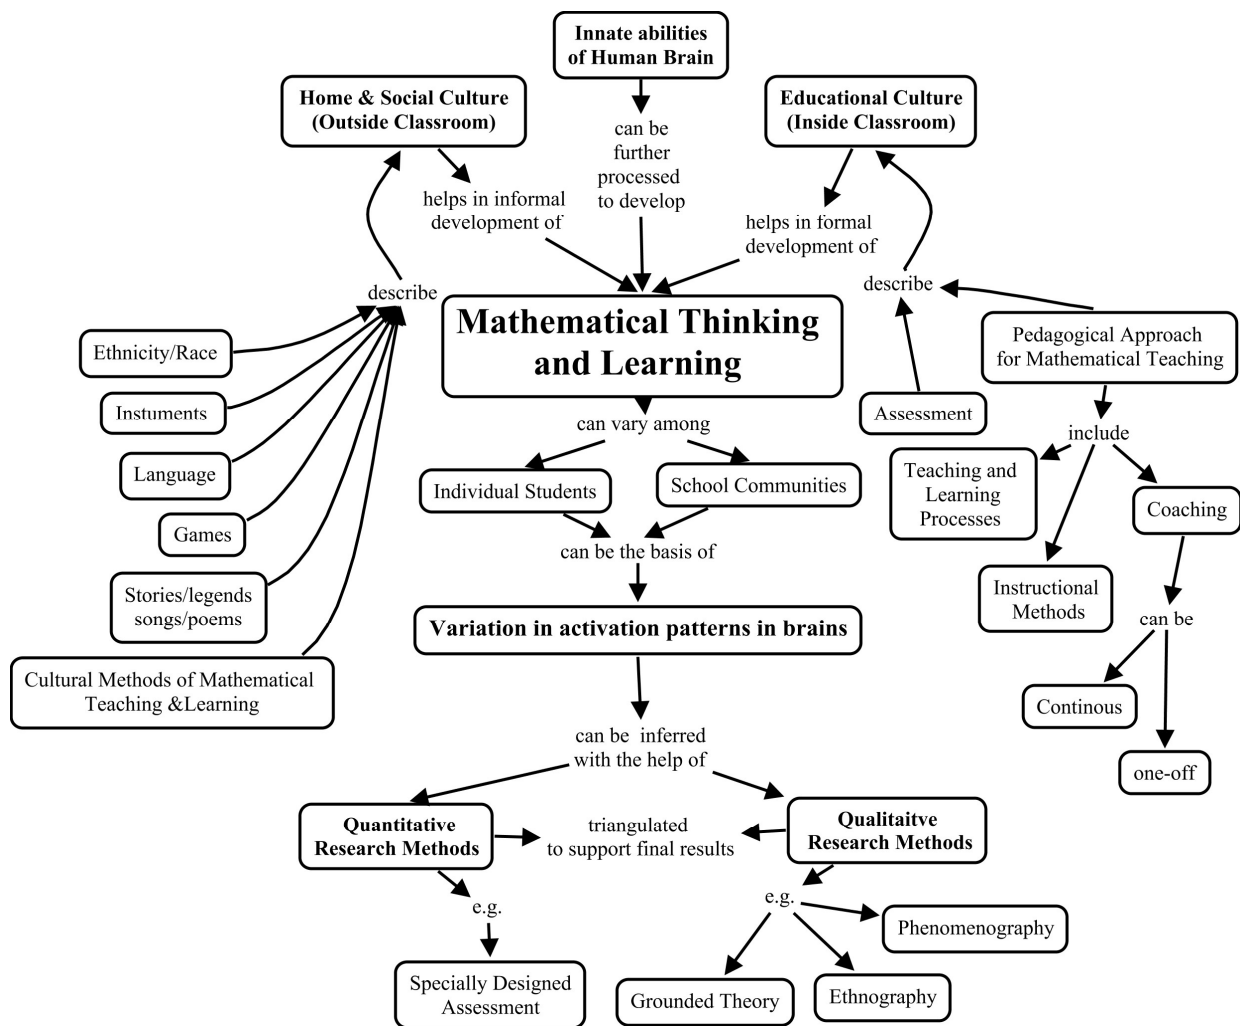 Innate abilities
of Human Brain
Home & Social Culture
(Outside Classroom)
Educational Culture
(Inside Classroom)
can be
further
processed
to develop
helps in informal
development of
helps in formal
development of
describe
describe
Mathematical Thinking
and Learning
Ethnicity/Race
Instuments
Language
Games
Stories/legends
songs/poems
Cultural Methods of Mathematical
Teaching &Learning
Pedagogical Approach
for Mathematical Teaching
Assessment
include
Teaching and
Learning
Processes
Instructional
Methods
Coaching
can be
Continous
one-off
can vary among
Individual Students
School Communities
can be the basis of
Variation in activation patterns in brains
can be inferred
with the help of
Quantitative
Research Methods
triangulated
to support final results
Qualitaitve
Research Methods
e.g.
Specially Designed
Assessment
e.g.
Phenomenography
Grounded Theory
Ethnography